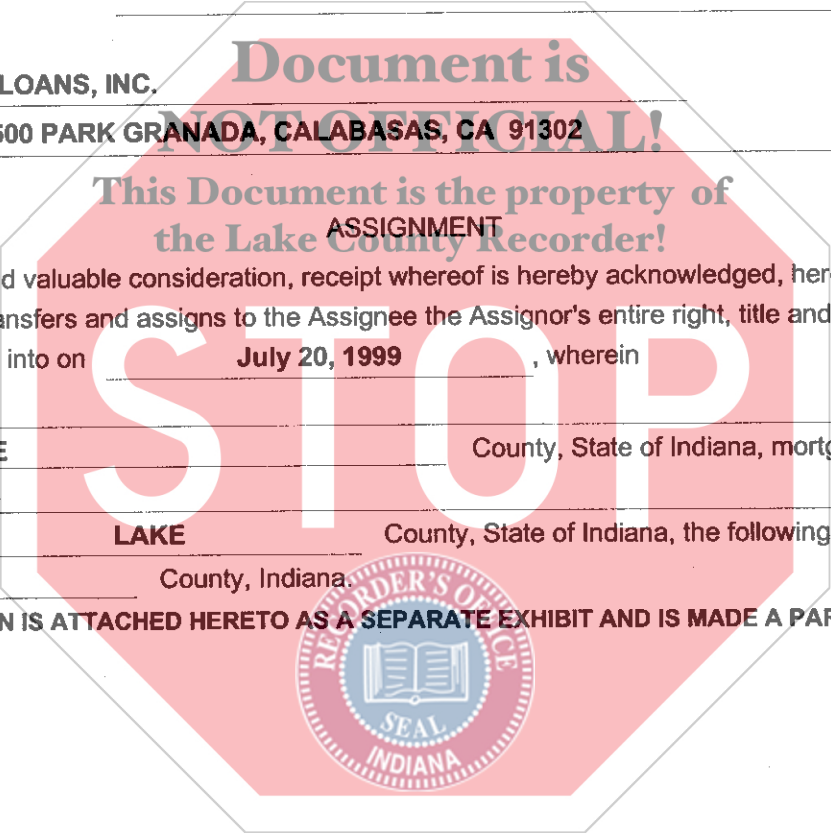 Document is
LOANS, INC.
NOT OFFICIAL!
500 PARK GRANADA, CALABASAS, CA 91302
This Document is the property of
ASSIGNMENT
the Lake County Recorder!
d valuable consideration, receipt whereof is hereby acknowledged, her
ansfers and assigns to the Assignee the Assignor's entire right, title and
into on July 20, 1999 , wherein
STOP
E County, State of Indiana, mortg
LAKE County, State of Indiana, the following
County, Indiana.
N IS ATTACHED HERETO AS A SEPARATE EXHIBIT AND IS MADE A PAR
RECORDER'S OFFICE
SEAL
INDIANA